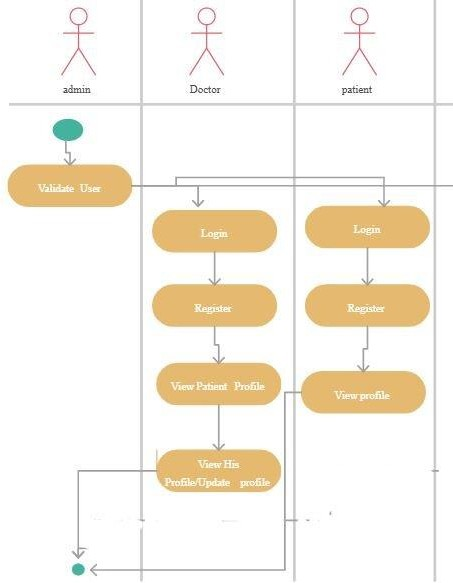 admin
Doctor
patient
Validate User
Login
Login
Register
Register
View Patient Profile
View profile
View His
Profile/Update profile